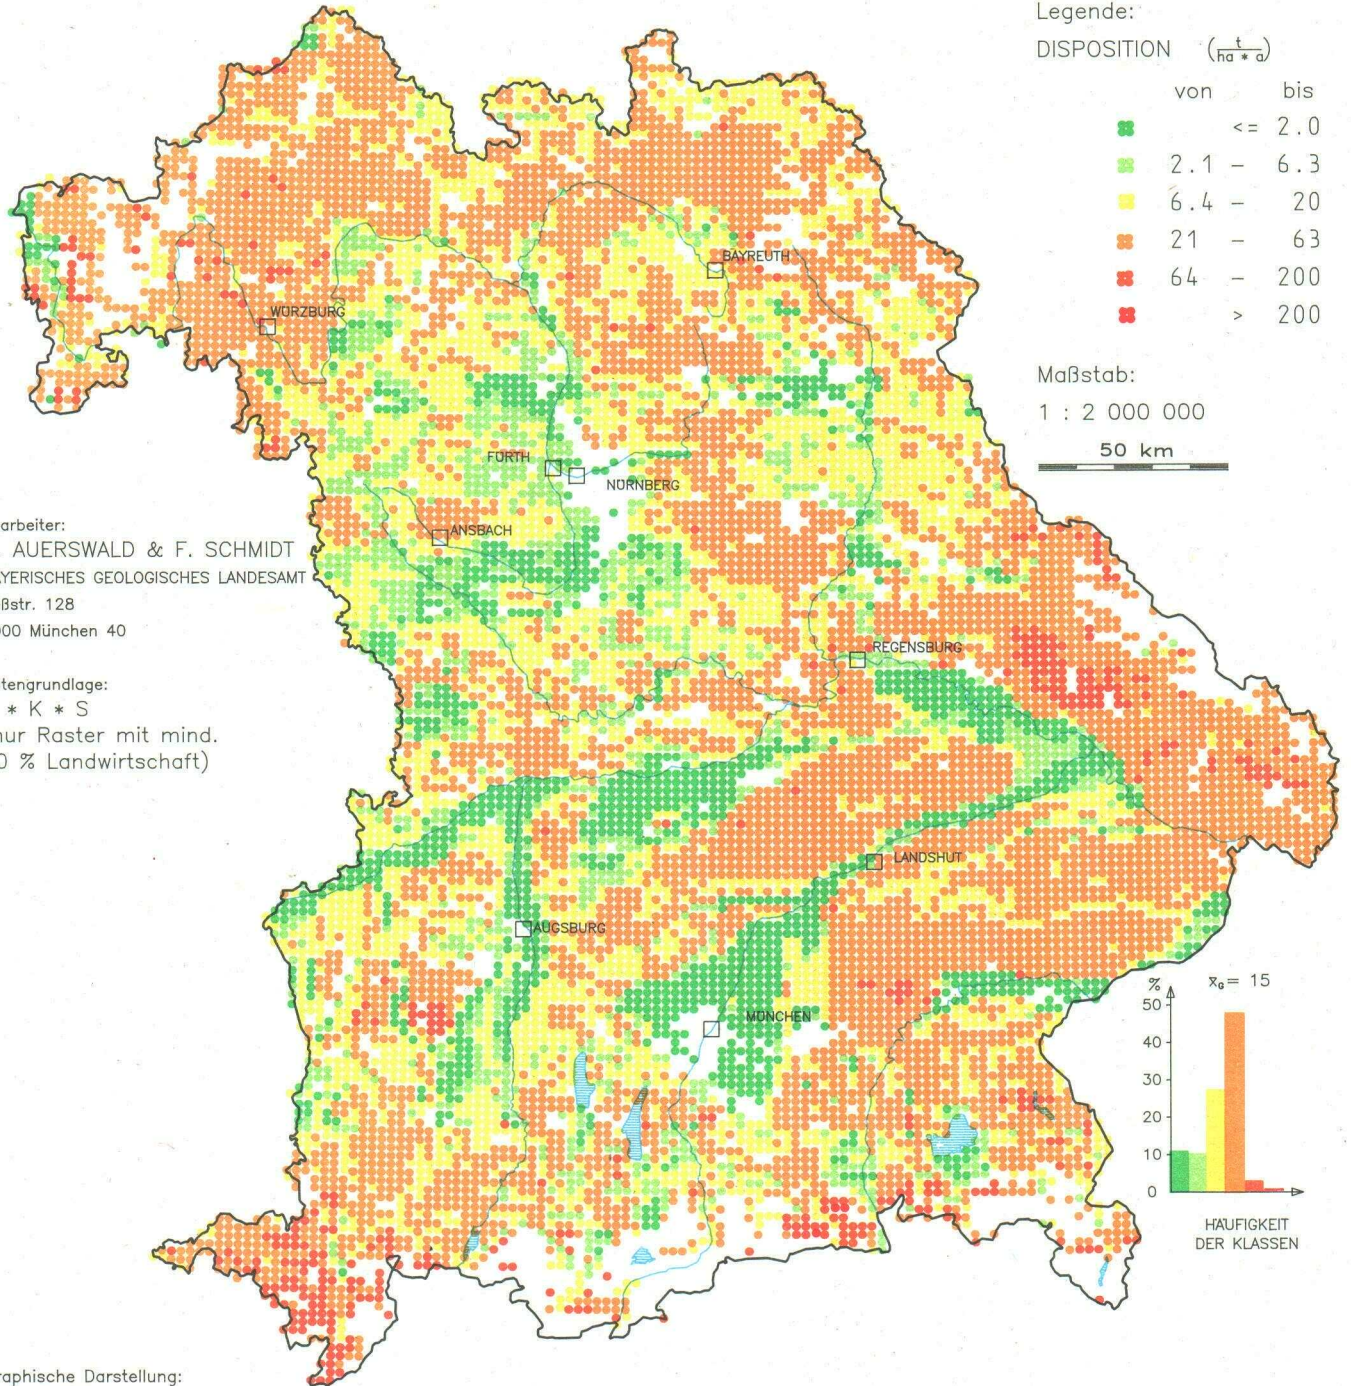 Legende:
DISPOSITION (t/ha * a)
von bis
<= 2.0
2.1 – 6.3
6.4 – 20
21 – 63
64 – 200
> 200
Maßstab:
1 : 2 000 000
50 km
BAYREUTH
WÜRZBURG
FÜRTH
NÜRNBERG
ANSBACH
REGENSBURG
LANDSHUT
AUGSBURG
MÜNCHEN
arbeiter:
AUERSWALD & F. SCHMIDT
AYERISCHES GEOLOGISCHES LANDESAMT
ßstr. 128
000 München 40
tengrundlage:
* K * S
nur Raster mit mind.
0 % Landwirtschaft)
% x̄G = 15
50
40
30
20
10
0
HÄUFIGKEIT
DER KLASSEN
raphische Darstellung: